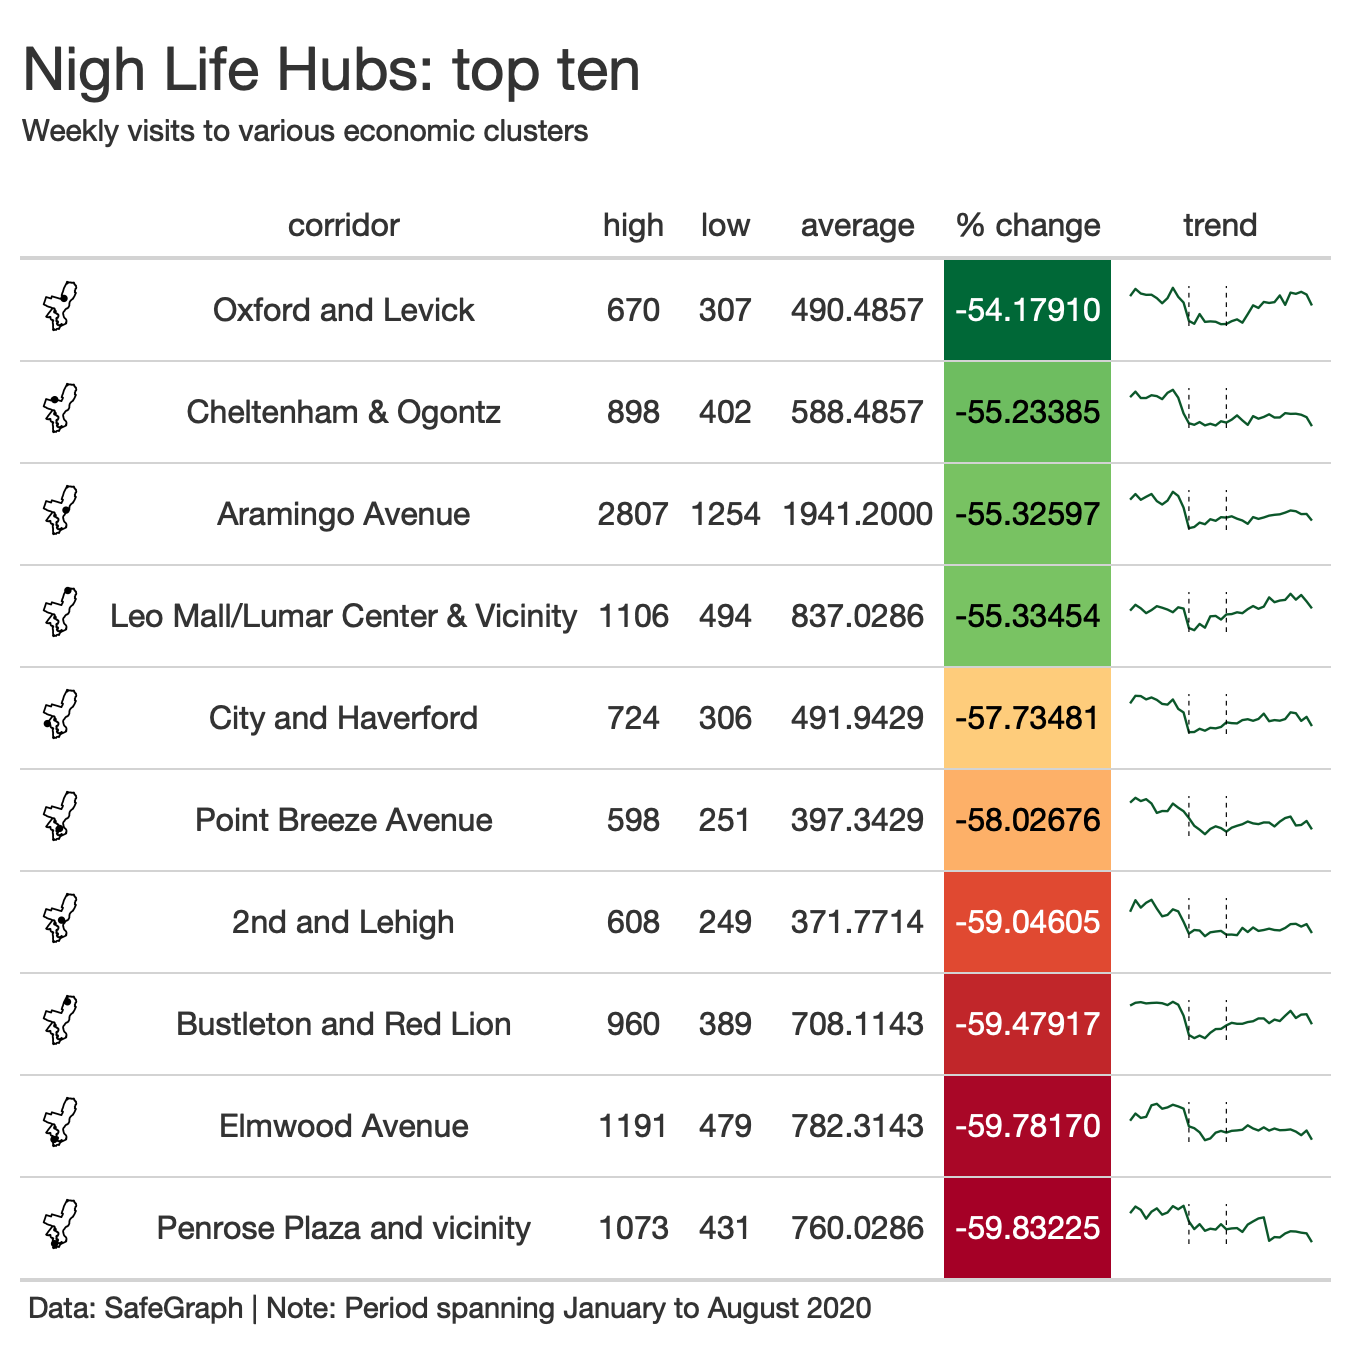 Nigh Life Hubs: top ten
Weekly visits to various economic clusters
corridor high low average % change trend
Oxford and Levick 670 307 490.4857 -54.17910
Cheltenham & Ogontz 898 402 588.4857 -55.23385
Aramingo Avenue 2807 1254 1941.2000 -55.32597
Leo Mall/Lumar Center & Vicinity 1106 494 837.0286 -55.33454
City and Haverford 724 306 491.9429 -57.73481
Point Breeze Avenue 598 251 397.3429 -58.02676
2nd and Lehigh 608 249 371.7714 -59.04605
Bustleton and Red Lion 960 389 708.1143 -59.47917
Elmwood Avenue 1191 479 782.3143 -59.78170
Penrose Plaza and vicinity 1073 431 760.0286 -59.83225
Data: SafeGraph | Note: Period spanning January to August 2020